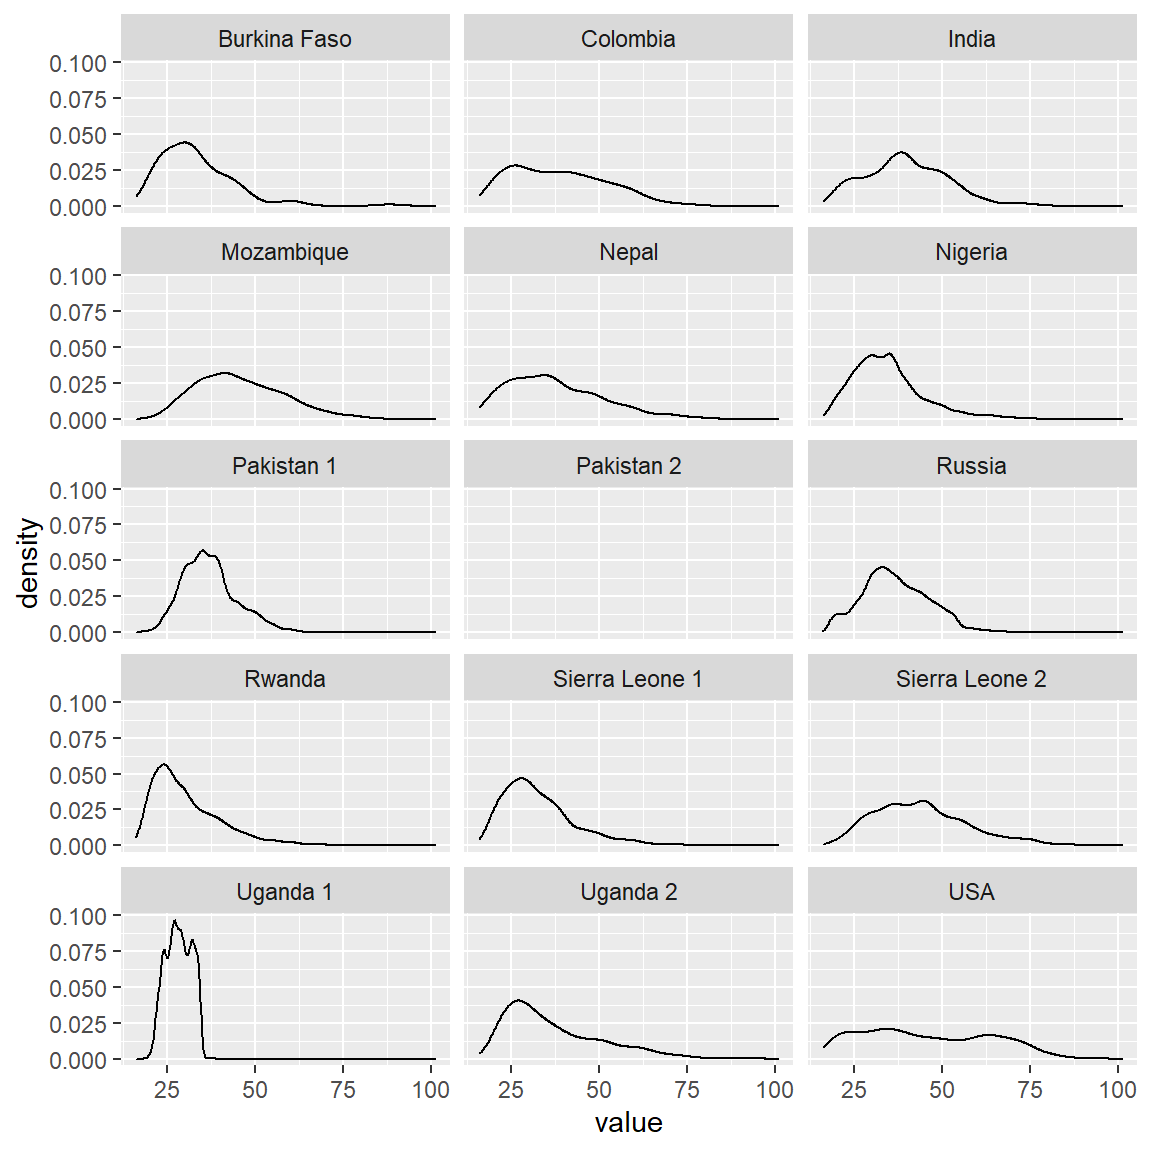 Burkina Faso
Colombia
India
0.100
0.075
0.050
0.025
0.000
Mozambique
Nepal
Nigeria
0.100
0.075
0.050
0.025
0.000
Pakistan 1
Pakistan 2
Russia
0.100
0.075
0.050
0.025
0.000
density
Rwanda
Sierra Leone 1
Sierra Leone 2
0.100
0.075
0.050
0.025
0.000
Uganda 1
Uganda 2
USA
0.100
0.075
0.050
0.025
0.000
25 50 75 100 25 50 75 100 25 50 75 100
value